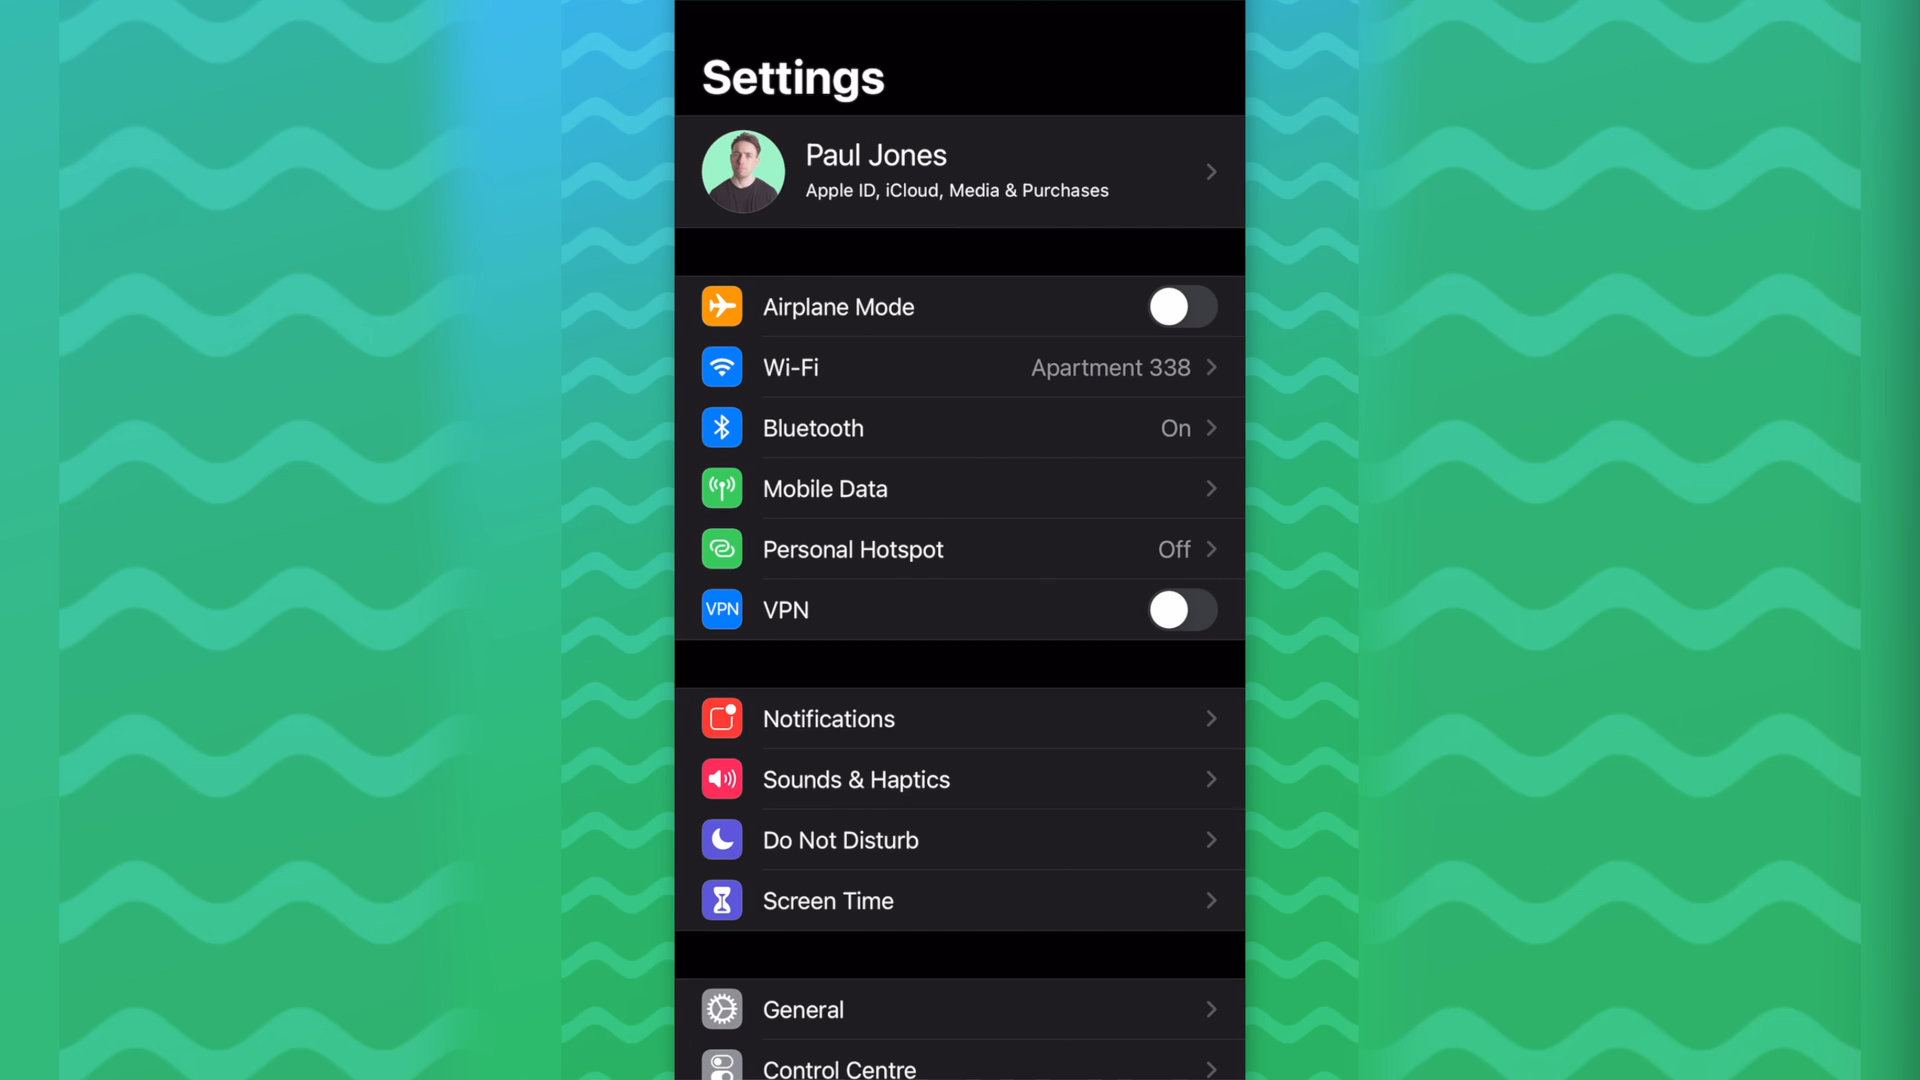 Settings
Paul Jones
Apple ID, iCloud, Media & Purchases
Airplane Mode
Wi-Fi Apartment 338
Bluetooth On
Mobile Data
Personal Hotspot Off
VPN VPN
Notifications
Sounds & Haptics
Do Not Disturb
Screen Time
General
Control Centre